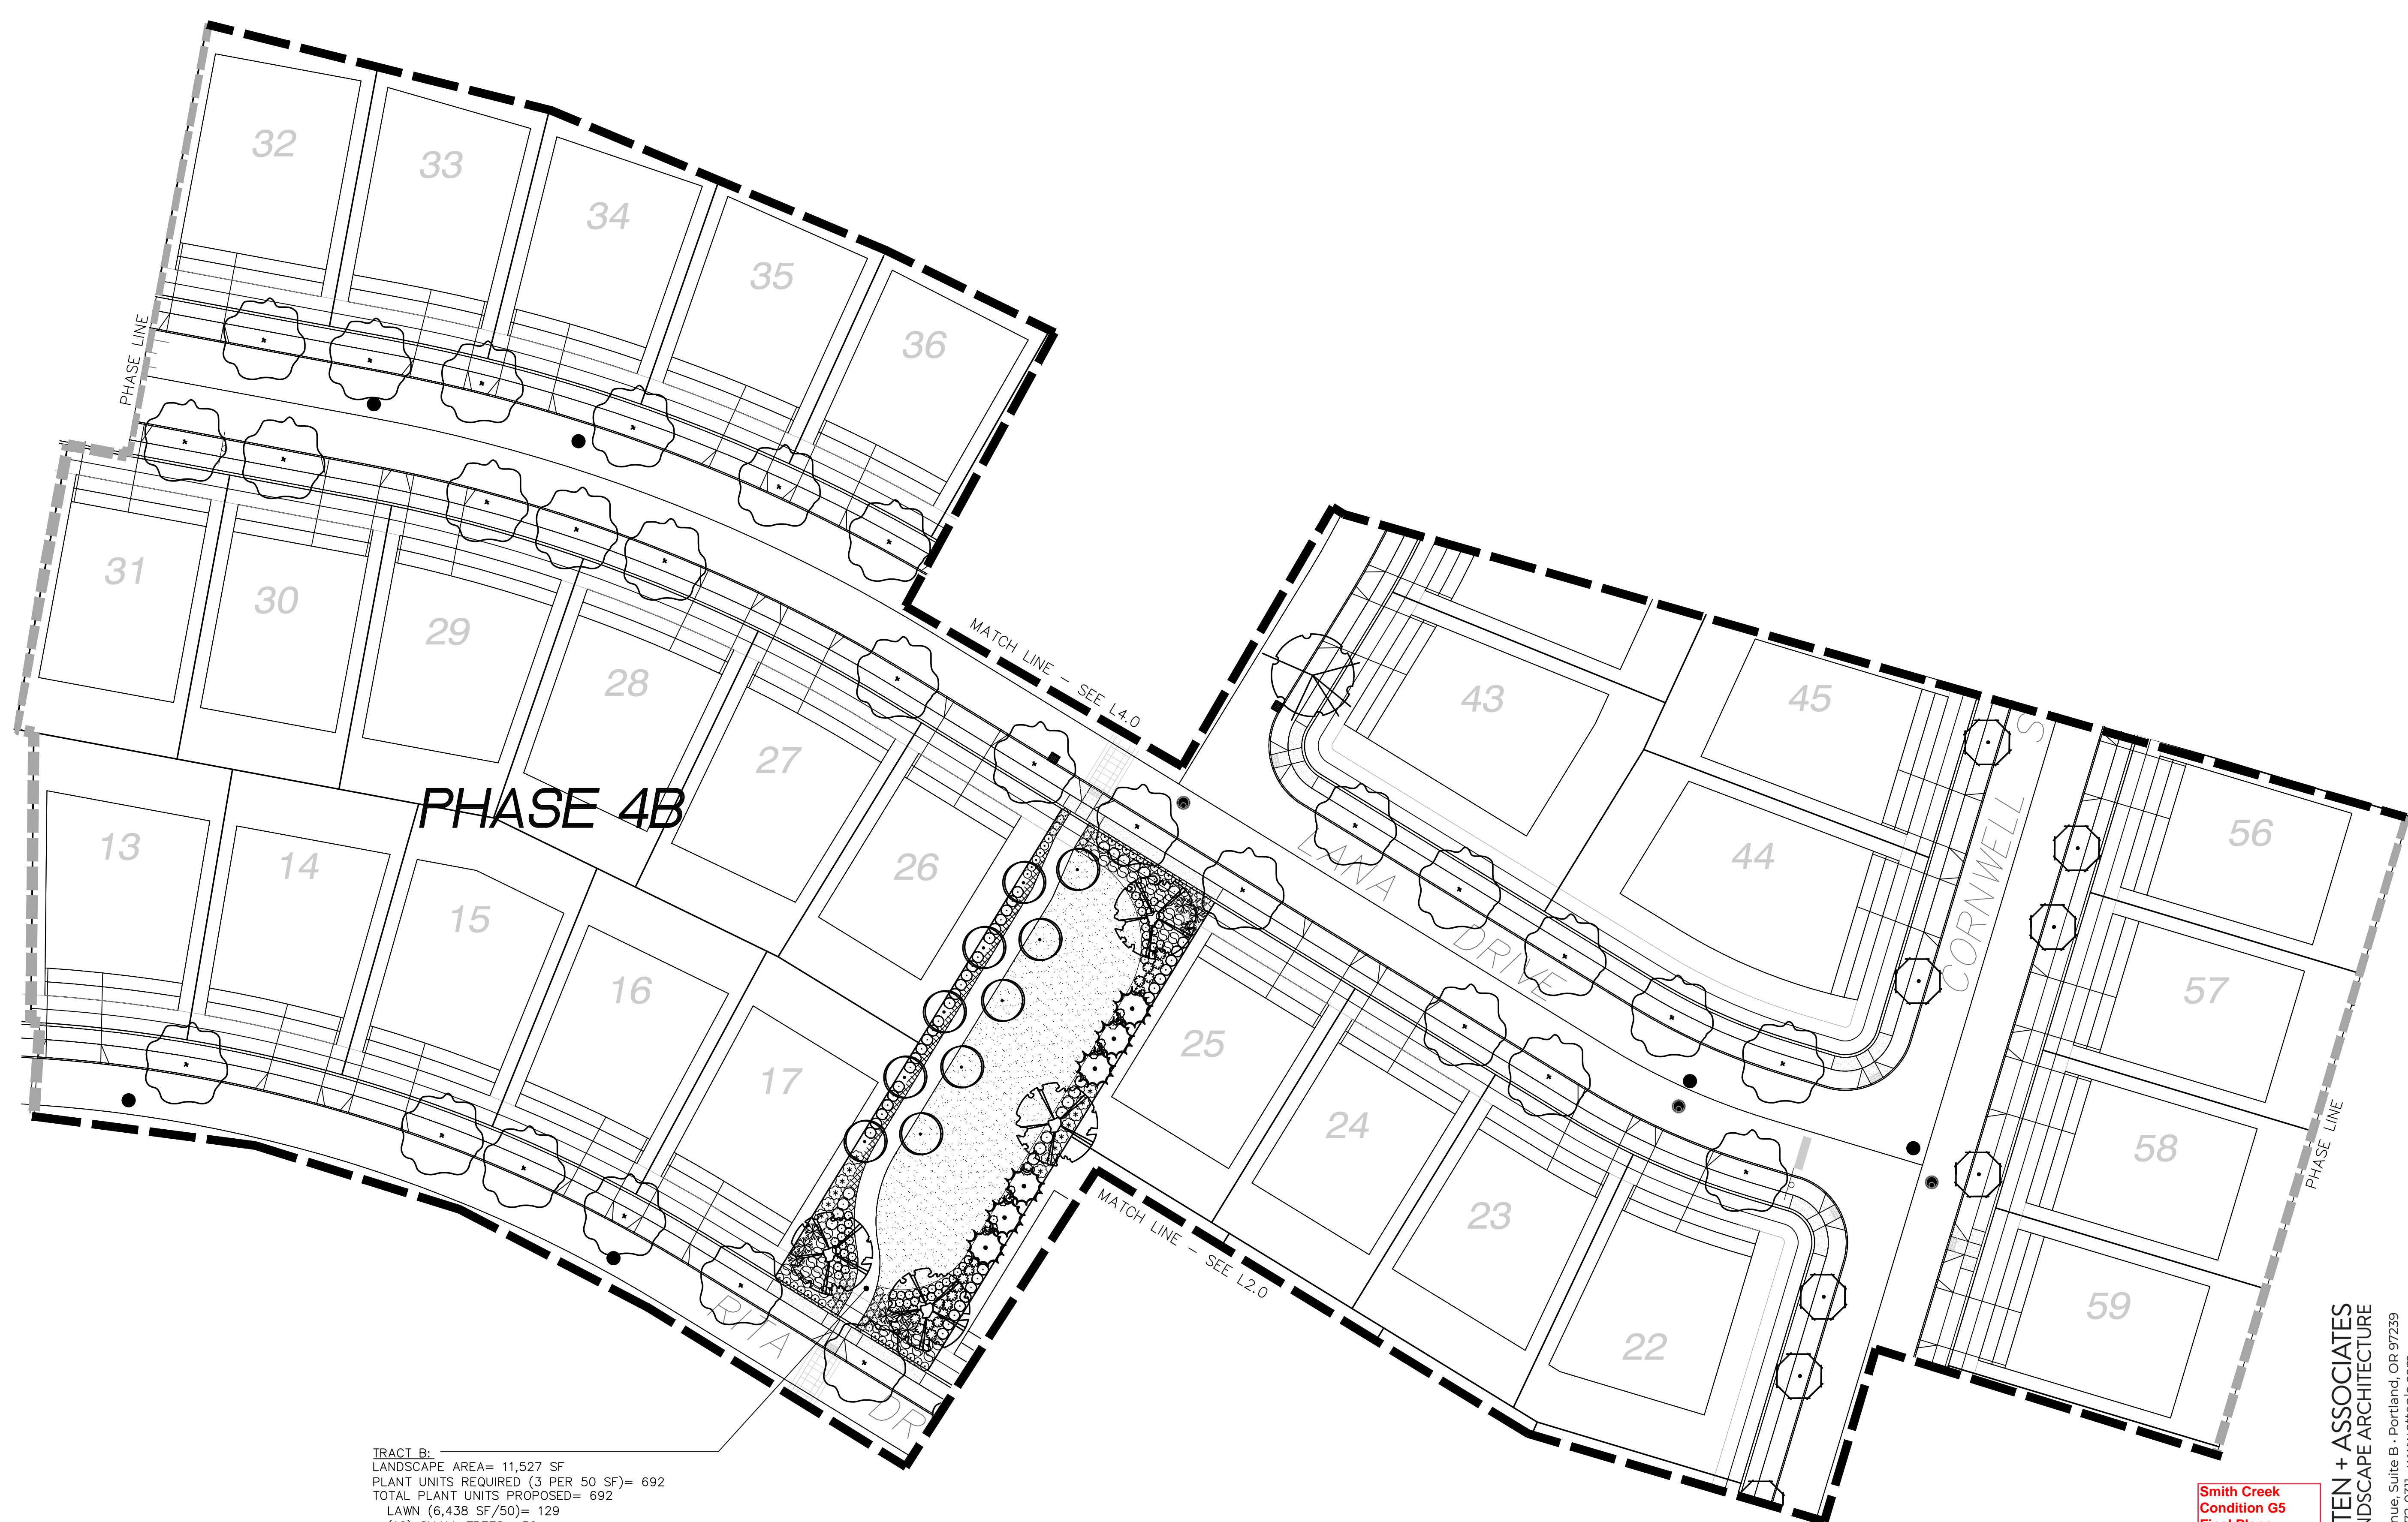 32
33
34
35
36
PHASE LINE
31
30
29
28
27
26
MATCH LINE - SEE L4.0
43
45
44
CORNWELL S
56
57
58
59
PHASE LINE
PHASE 4B
13
14
15
16
17
LANA DRIVE
25
24
23
22
MATCH LINE - SEE L2.0
RITA DR
TRACT B:
LANDSCAPE AREA= 11,527 SF
PLANT UNITS REQUIRED (3 PER 50 SF)= 692
TOTAL PLANT UNITS PROPOSED= 692
LAWN (6,438 SF/50)= 129
Smith Creek
Condition G5
TEN + ASSOCIATES
NDSCAPE ARCHITECTURE
nue, Suite B • Portland, OR 97239